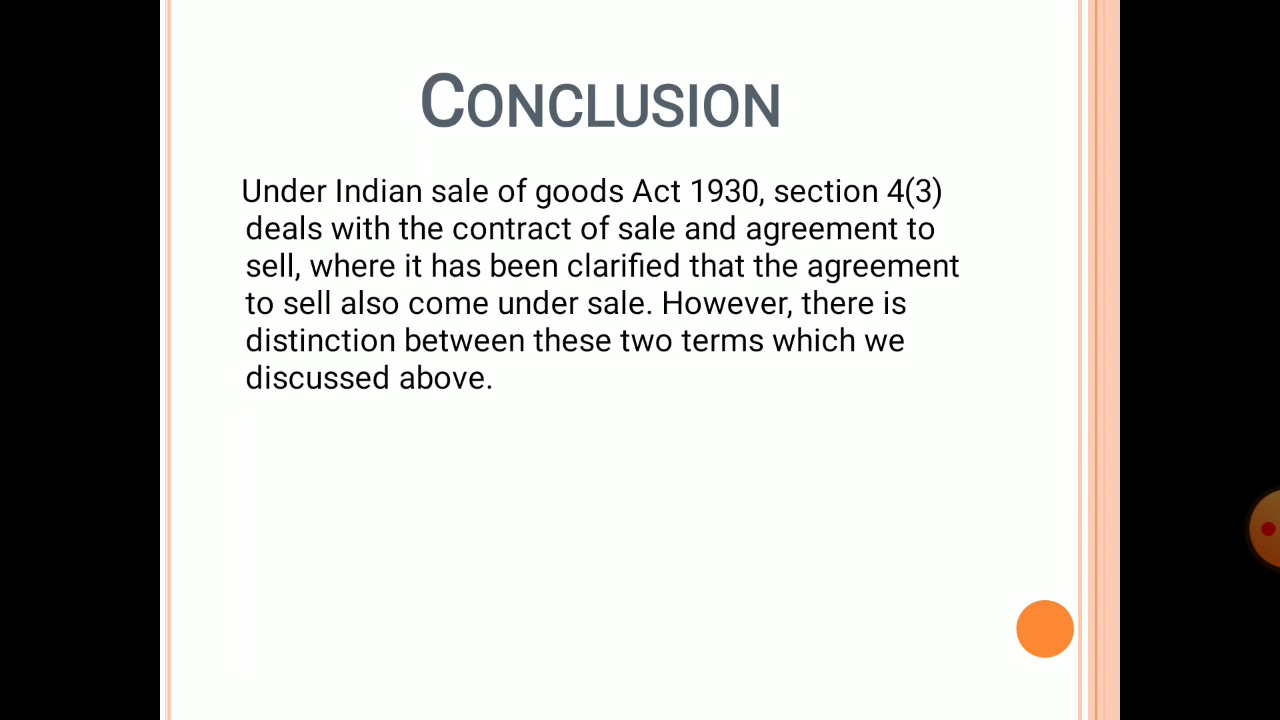 CONCLUSION
Under Indian sale of goods Act 1930, section 4(3)
deals with the contract of sale and agreement to
sell, where it has been clarified that the agreement
to sell also come under sale. However, there is
distinction between these two terms which we
discussed above.